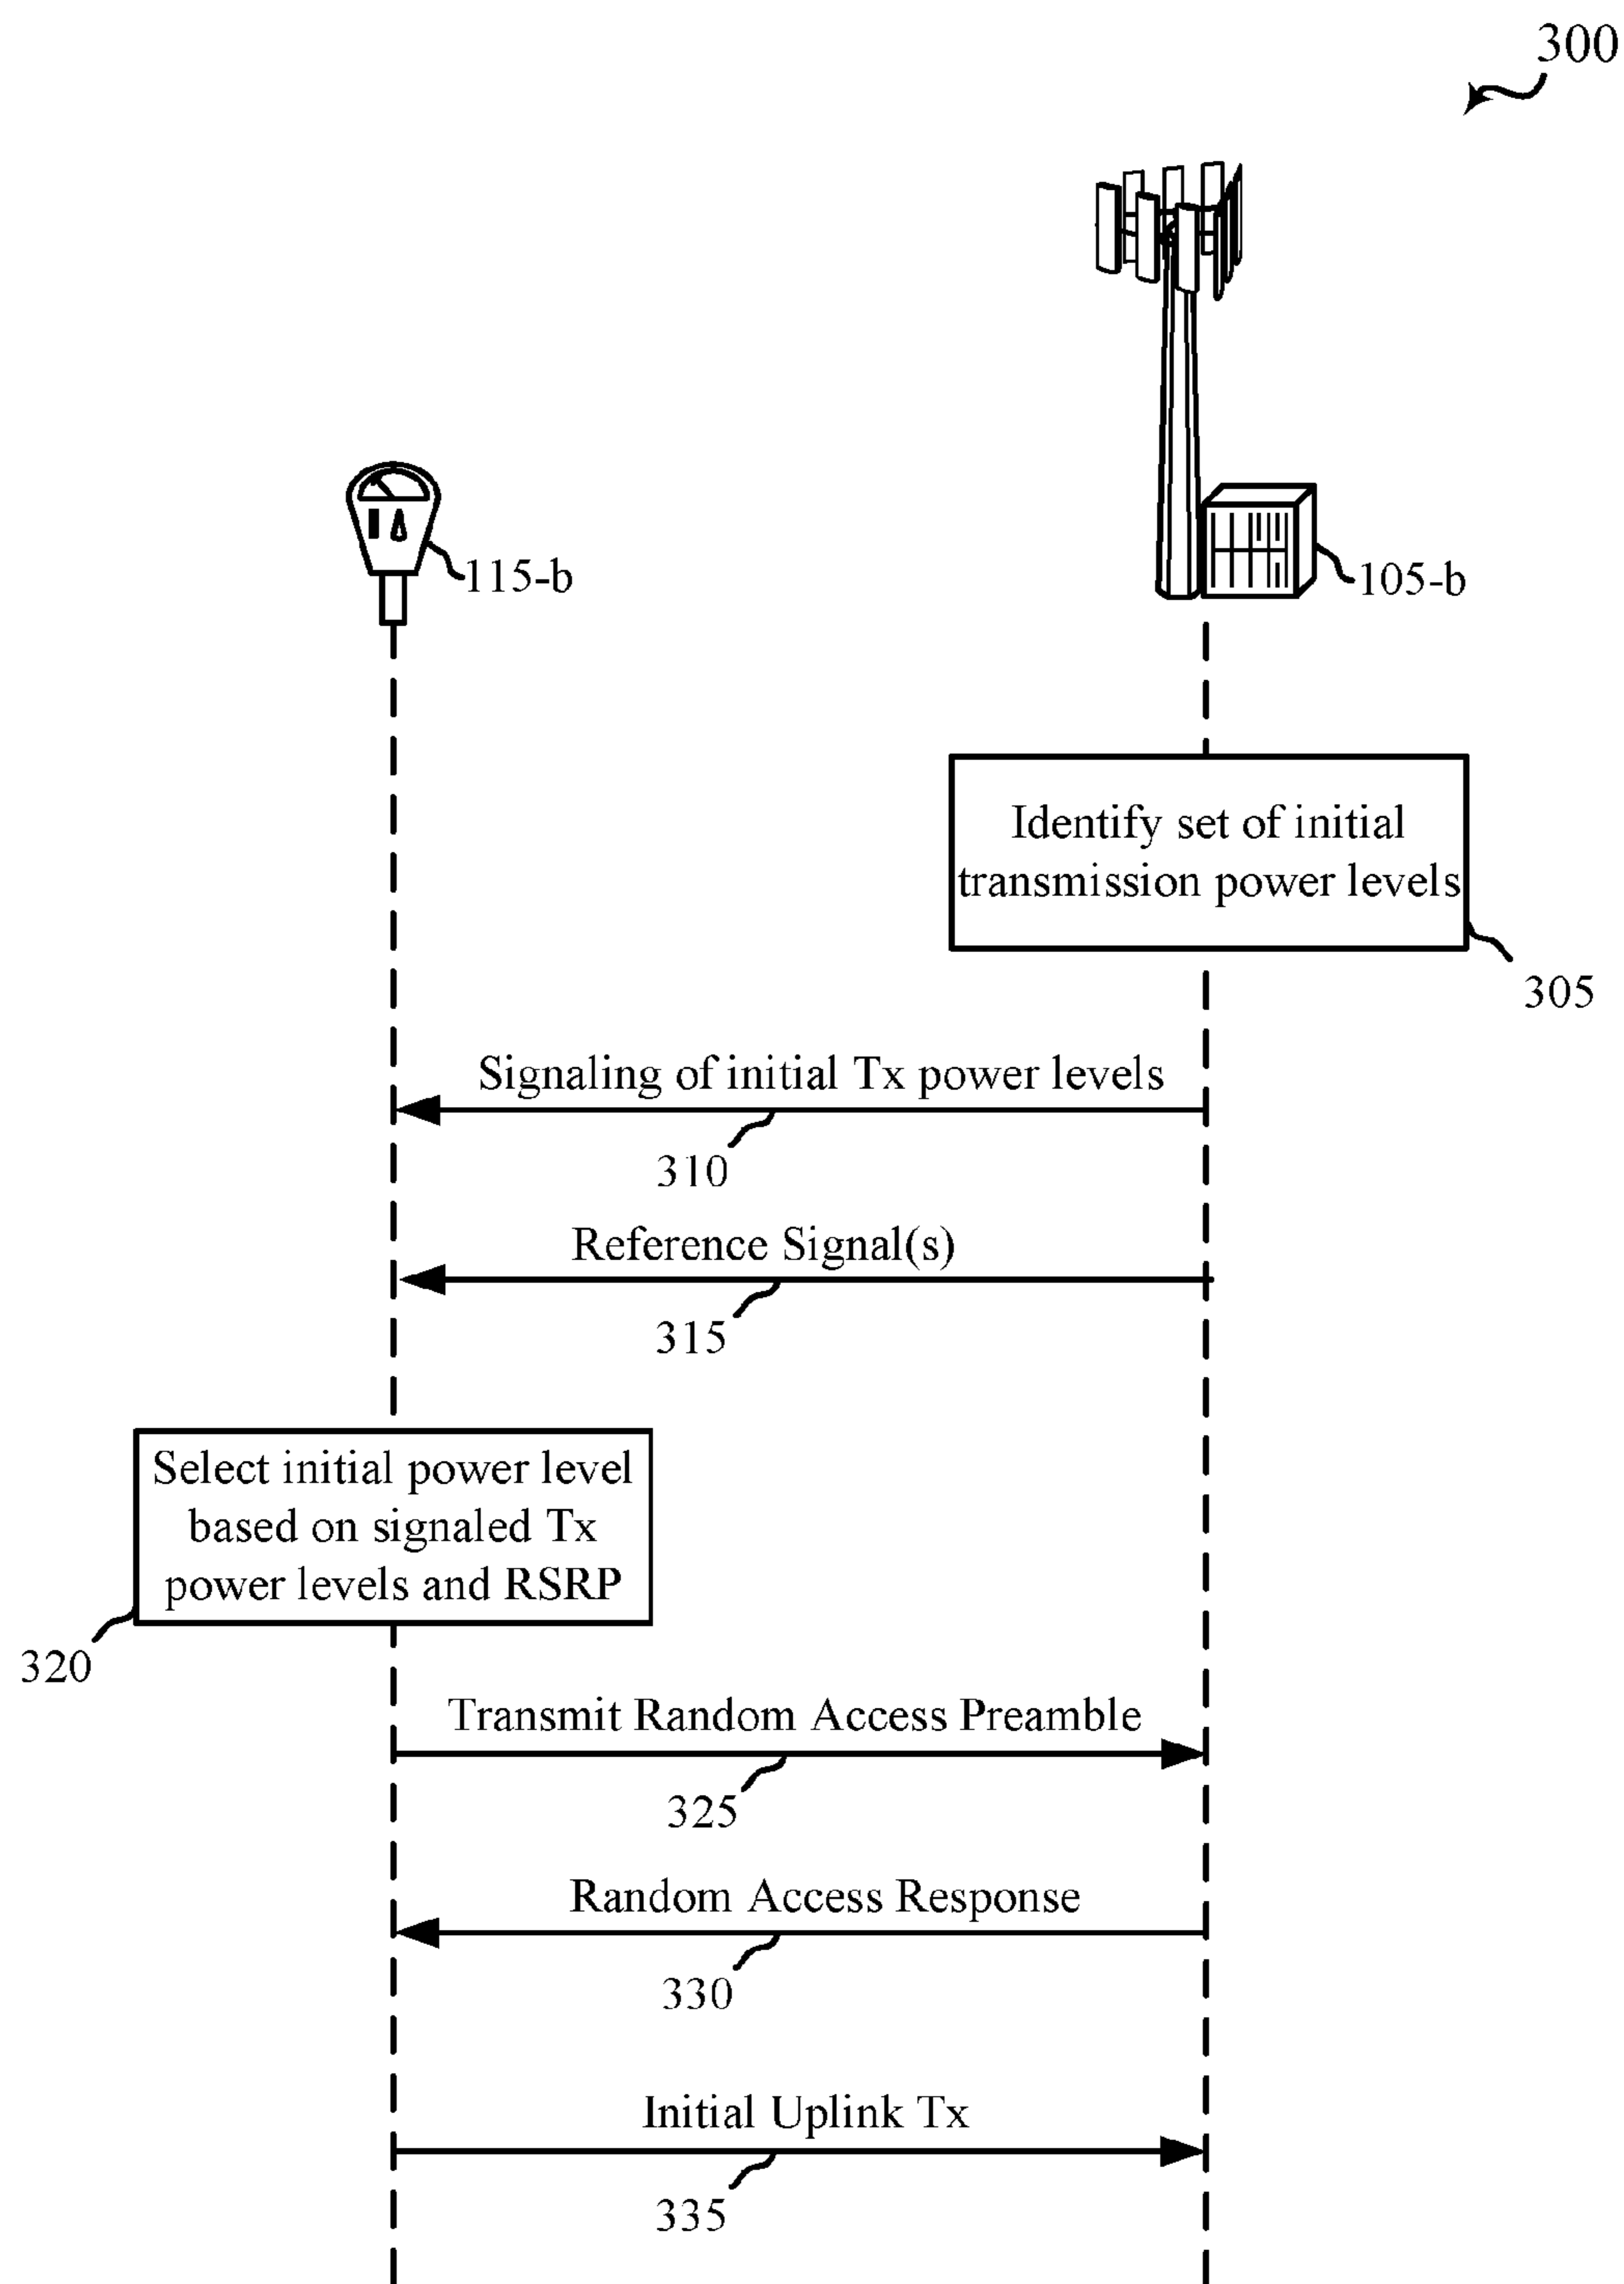 300
115-b
105-b
Identify set of initial
transmission power levels
305
Signaling of initial Tx power levels
310
Reference Signal(s)
315
Select initial power level
based on signaled Tx
power levels and RSRP
320
Transmit Random Access Preamble
325
Random Access Response
330
Initial Uplink Tx
335